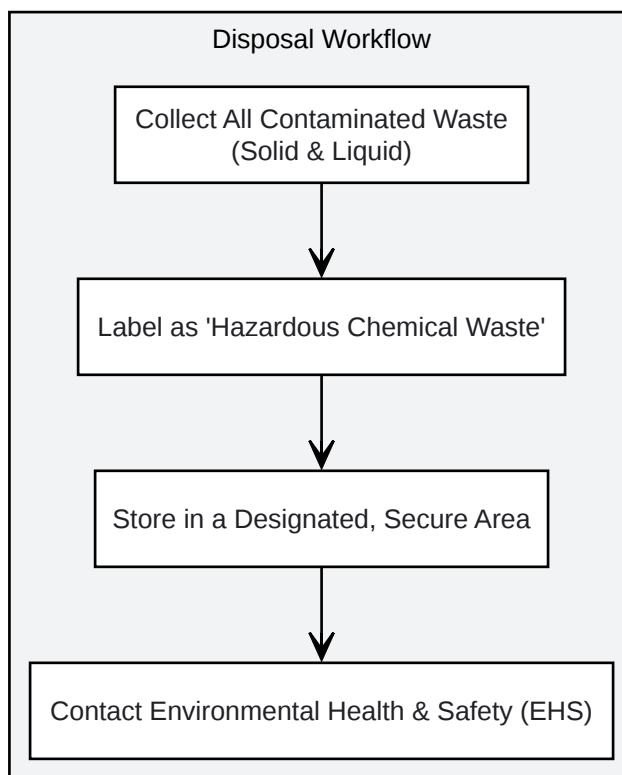 Disposal Workflow
Collect All Contaminated Waste
(Solid & Liquid)
Label as 'Hazardous Chemical Waste'
Store in a Designated, Secure Area
Contact Environmental Health & Safety (EHS)